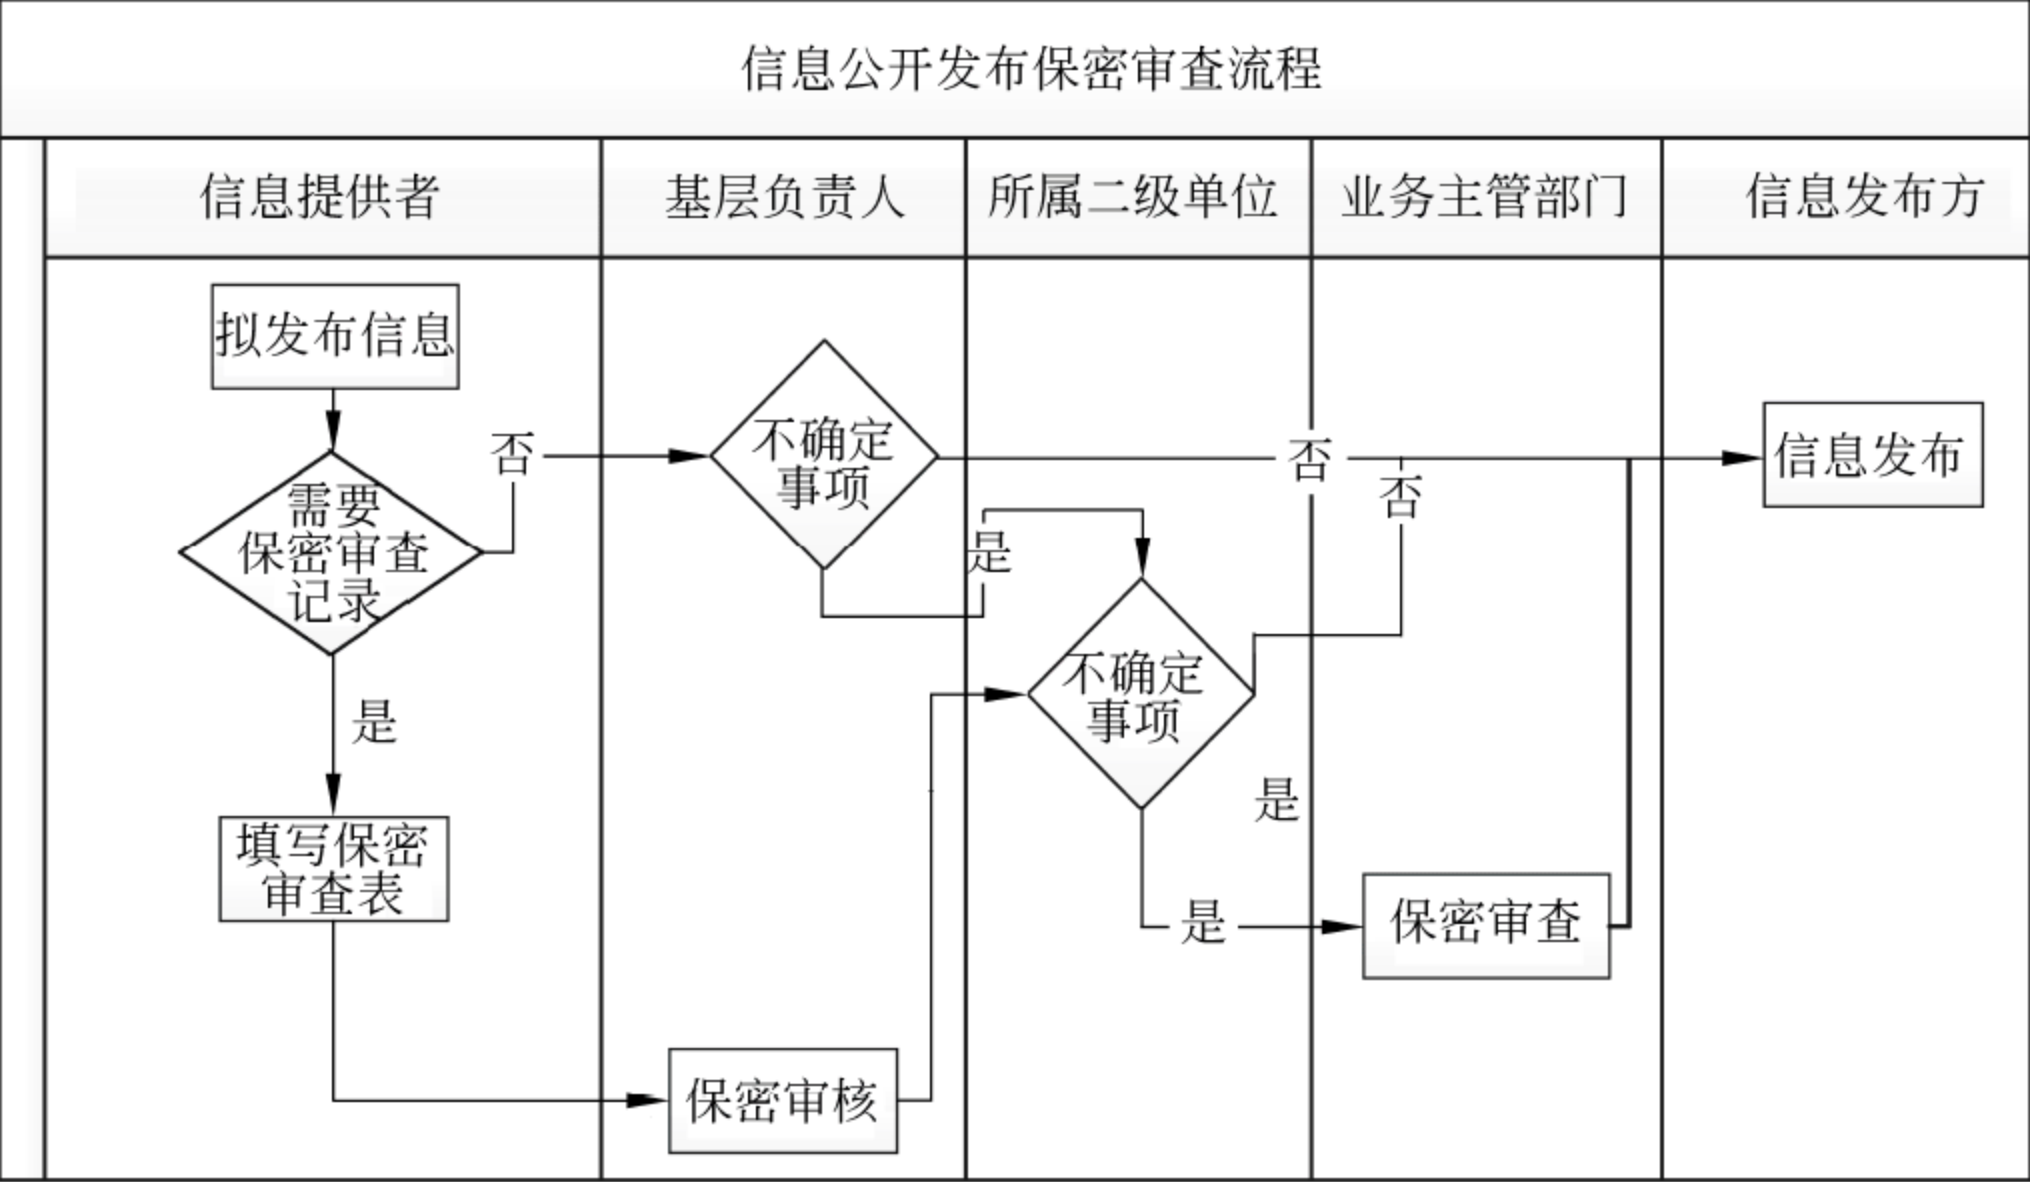 信息公开发布保密审查流程
信息提供者
基层负责人
所属二级单位
业务主管部门
信息发布方
拟发布信息
需要
保密审查
记录
否
是
填写保密
审查表
不确定
事项
否
是
保密审核
不确定
事项
否
是
是
保密审查
信息发布